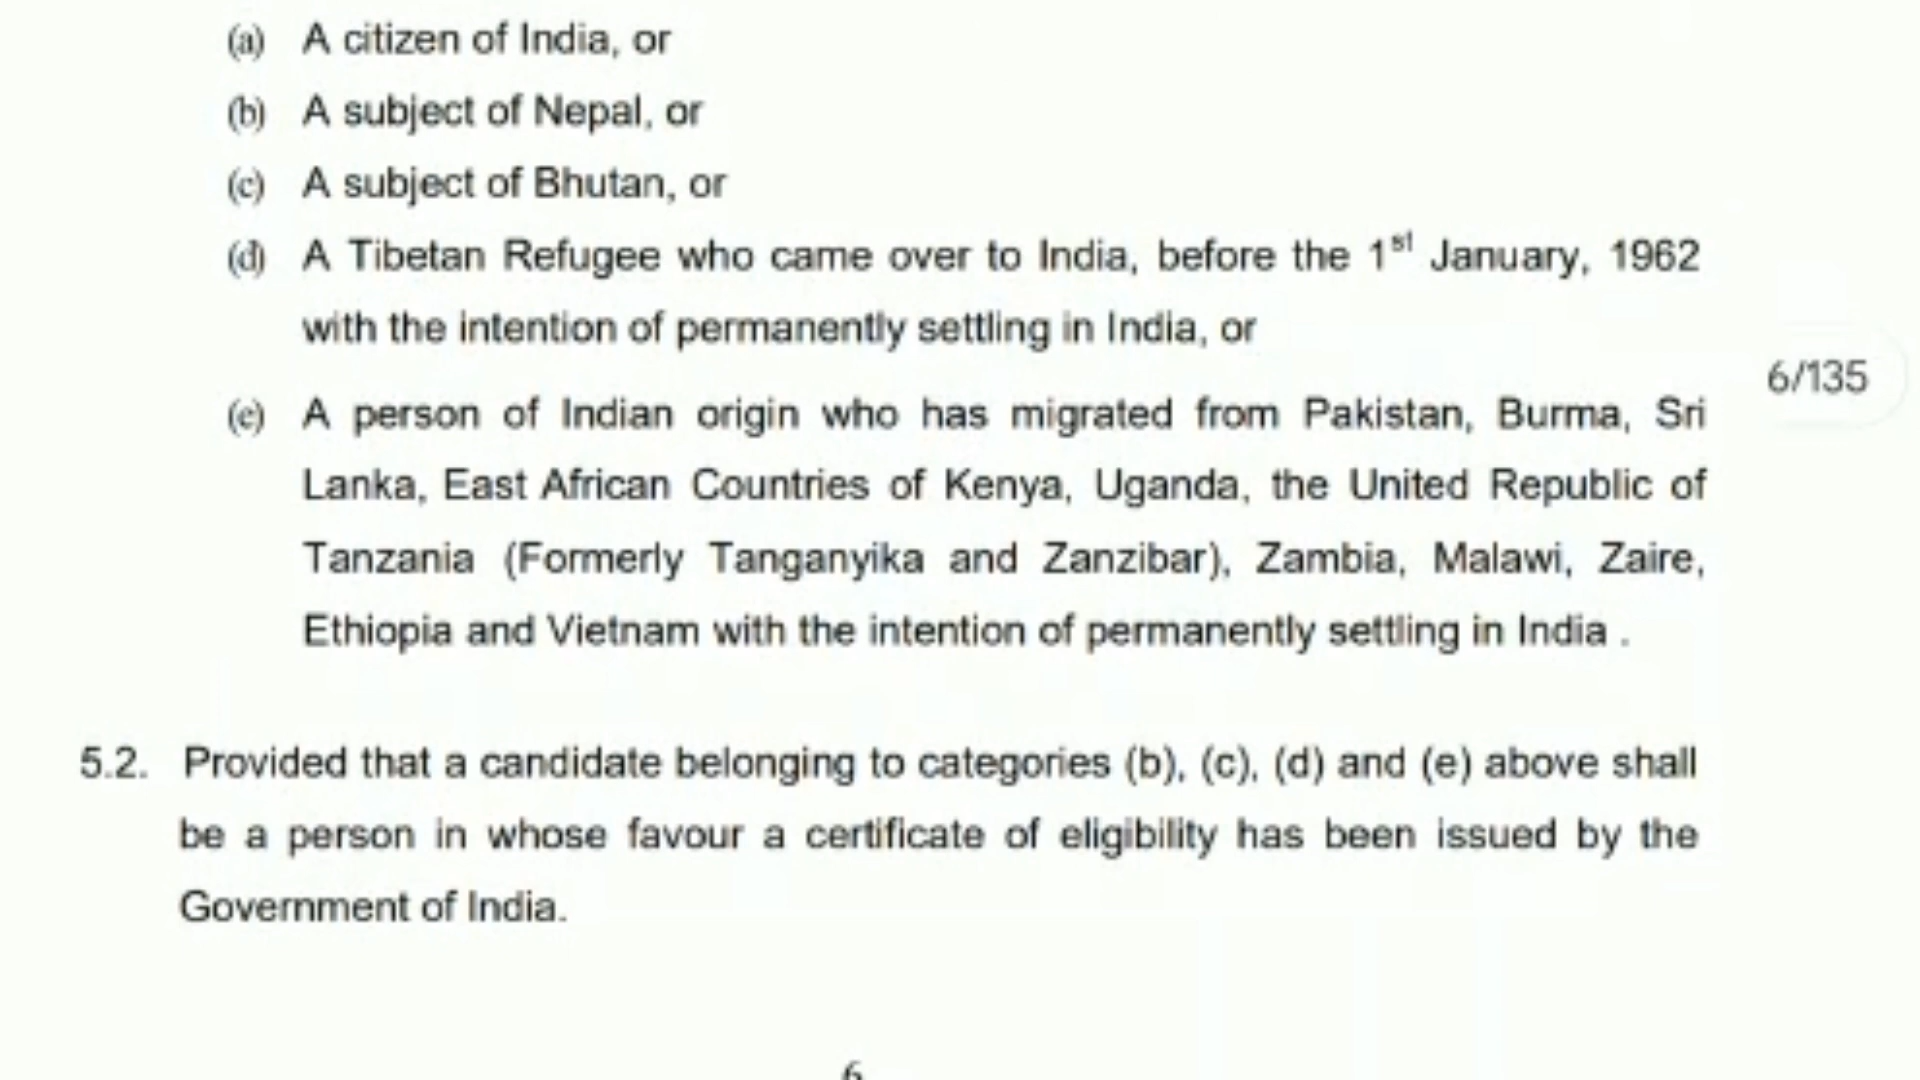 (a) A citizen of India, or
(b) A subject of Nepal, or
(c) A subject of Bhutan, or
(d) A Tibetan Refugee who came over to India, before the 1st January, 1962
with the intention of permanently settling in India, or
6/135
(e) A person of Indian origin who has migrated from Pakistan, Burma, Sri
Lanka, East African Countries of Kenya, Uganda, the United Republic of
Tanzania (Formerly Tanganyika and Zanzibar), Zambia, Malawi, Zaire,
Ethiopia and Vietnam with the intention of permanently settling in India .
5.2. Provided that a candidate belonging to categories (b), (c), (d) and (e) above shall
be a person in whose favour a certificate of eligibility has been issued by the
Government of India.
6